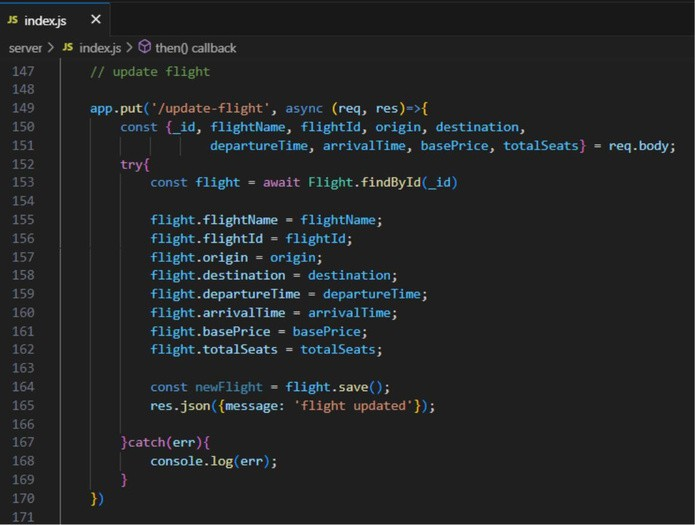 JS index.js ×
server > JS index.js > then() callback
147 // update flight
148
149 app.put('/update-flight', async (req, res)=>{
150 const {_id, flightName, flightId, origin, destination,
151 departureTime, arrivalTime, basePrice, totalSeats} = req.body;
152 try{
153 const flight = await Flight.findById(_id)
154
155 flight.flightName = flightName;
156 flight.flightId = flightId;
157 flight.origin = origin;
158 flight.destination = destination;
159 flight.departureTime = departureTime;
160 flight.arrivalTime = arrivalTime;
161 flight.basePrice = basePrice;
162 flight.totalSeats = totalSeats;
163
164 const newFlight = flight.save();
165 res.json({message: 'flight updated'});
166
167 }catch(err){
168 console.log(err);
169 }
170 })
171